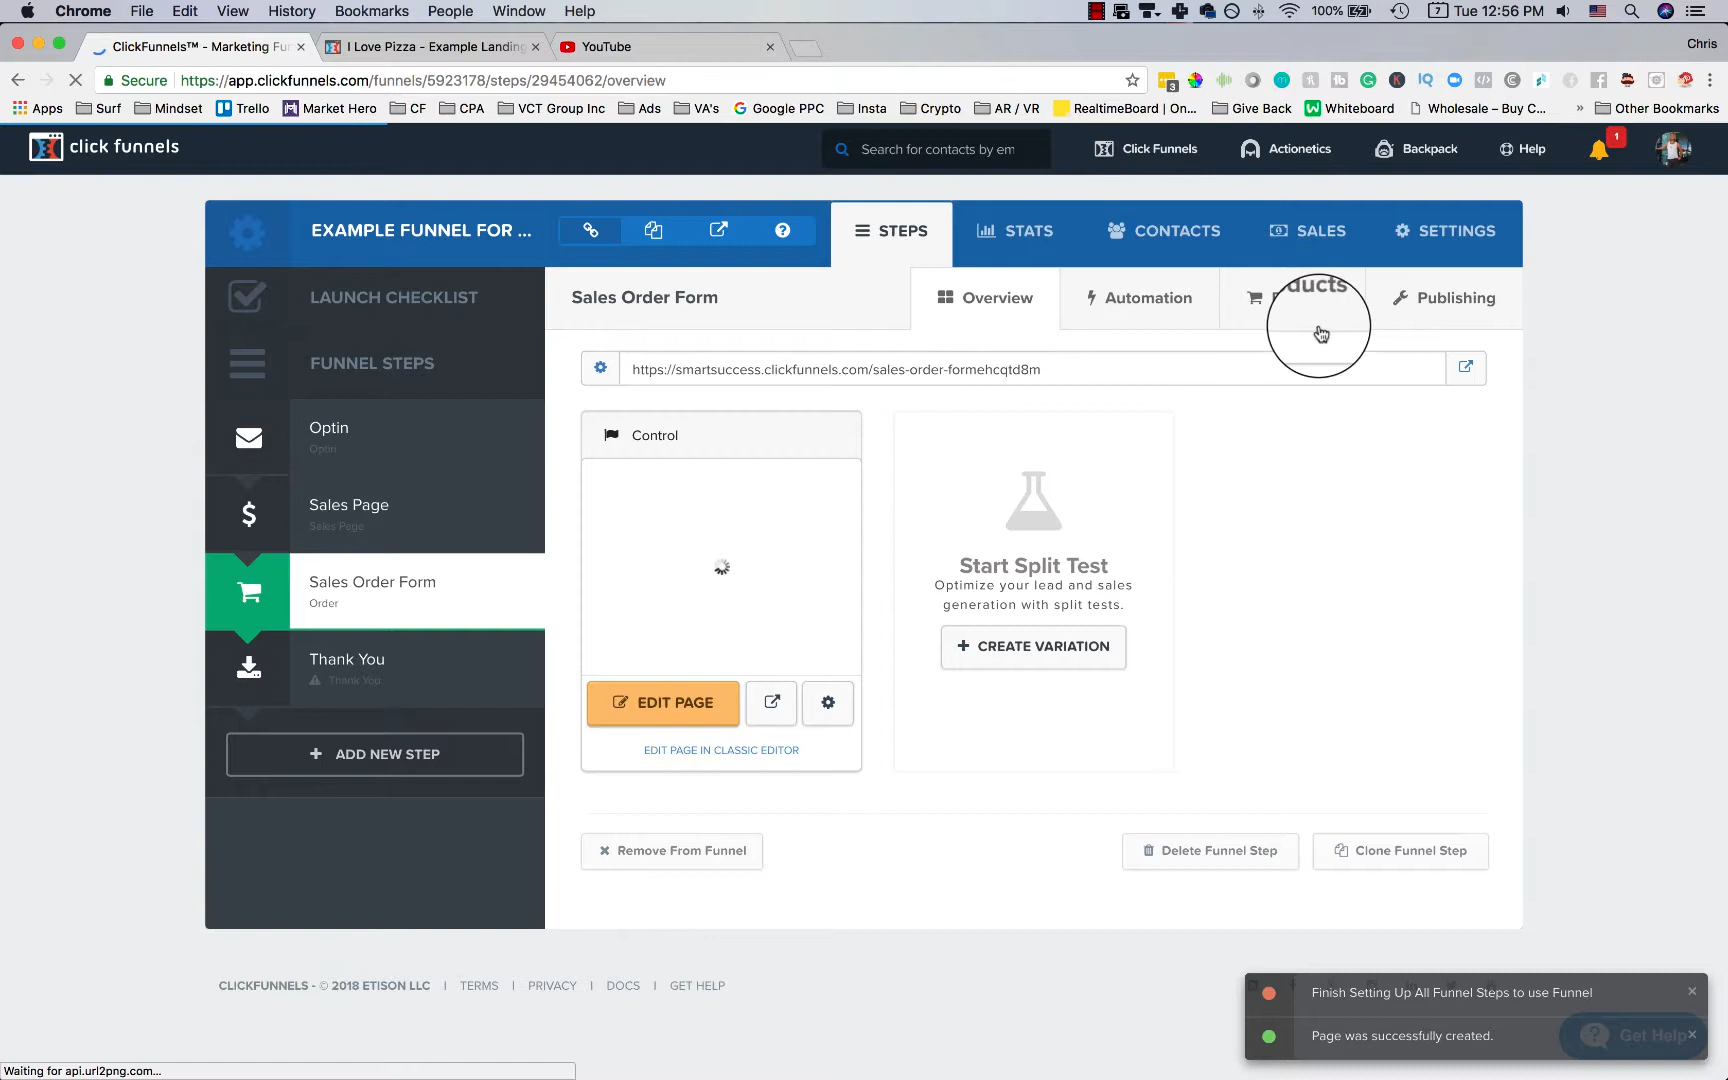 Chrome File Edit View History Bookmarks People Window Help 100% Tue 12:56 PM
ClickFunnels™ - Marketing Fun I Love Pizza - Example Landing YouTube Chris
Secure https://app.clickfunnels.com/funnels/5923178/steps/29454062/overview
Apps Surf Mindset Trello Market Hero CF CPA VCT Group Inc Ads VA's Google PPC Insta Crypto AR / VR RealtimeBoard | On... Give Back Whiteboard Wholesale – Buy C... » Other Bookmarks
click funnels Search for contacts by em Click Funnels Actionetics Backpack Help 1
EXAMPLE FUNNEL FOR ... STEPS STATS CONTACTS SALES SETTINGS
LAUNCH CHECKLIST
Sales Order Form Overview Automation ducts Publishing
FUNNEL STEPS
https://smartsuccess.clickfunnels.com/sales-order-formehcqtd8m
Optin
Optin
Control
Sales Page
Sales Page
Sales Order Form
Order
Thank You
Thank You
ADD NEW STEP
Start Split Test
Optimize your lead and sales
generation with split tests.
CREATE VARIATION
EDIT PAGE
EDIT PAGE IN CLASSIC EDITOR
Remove From Funnel Delete Funnel Step Clone Funnel Step
CLICKFUNNELS - © 2018 ETISON LLC | TERMS | PRIVACY | DOCS | GET HELP
Finish Setting Up All Funnel Steps to use Funnel
Page was successfully created.
Get Help
Waiting for api.url2png.com...